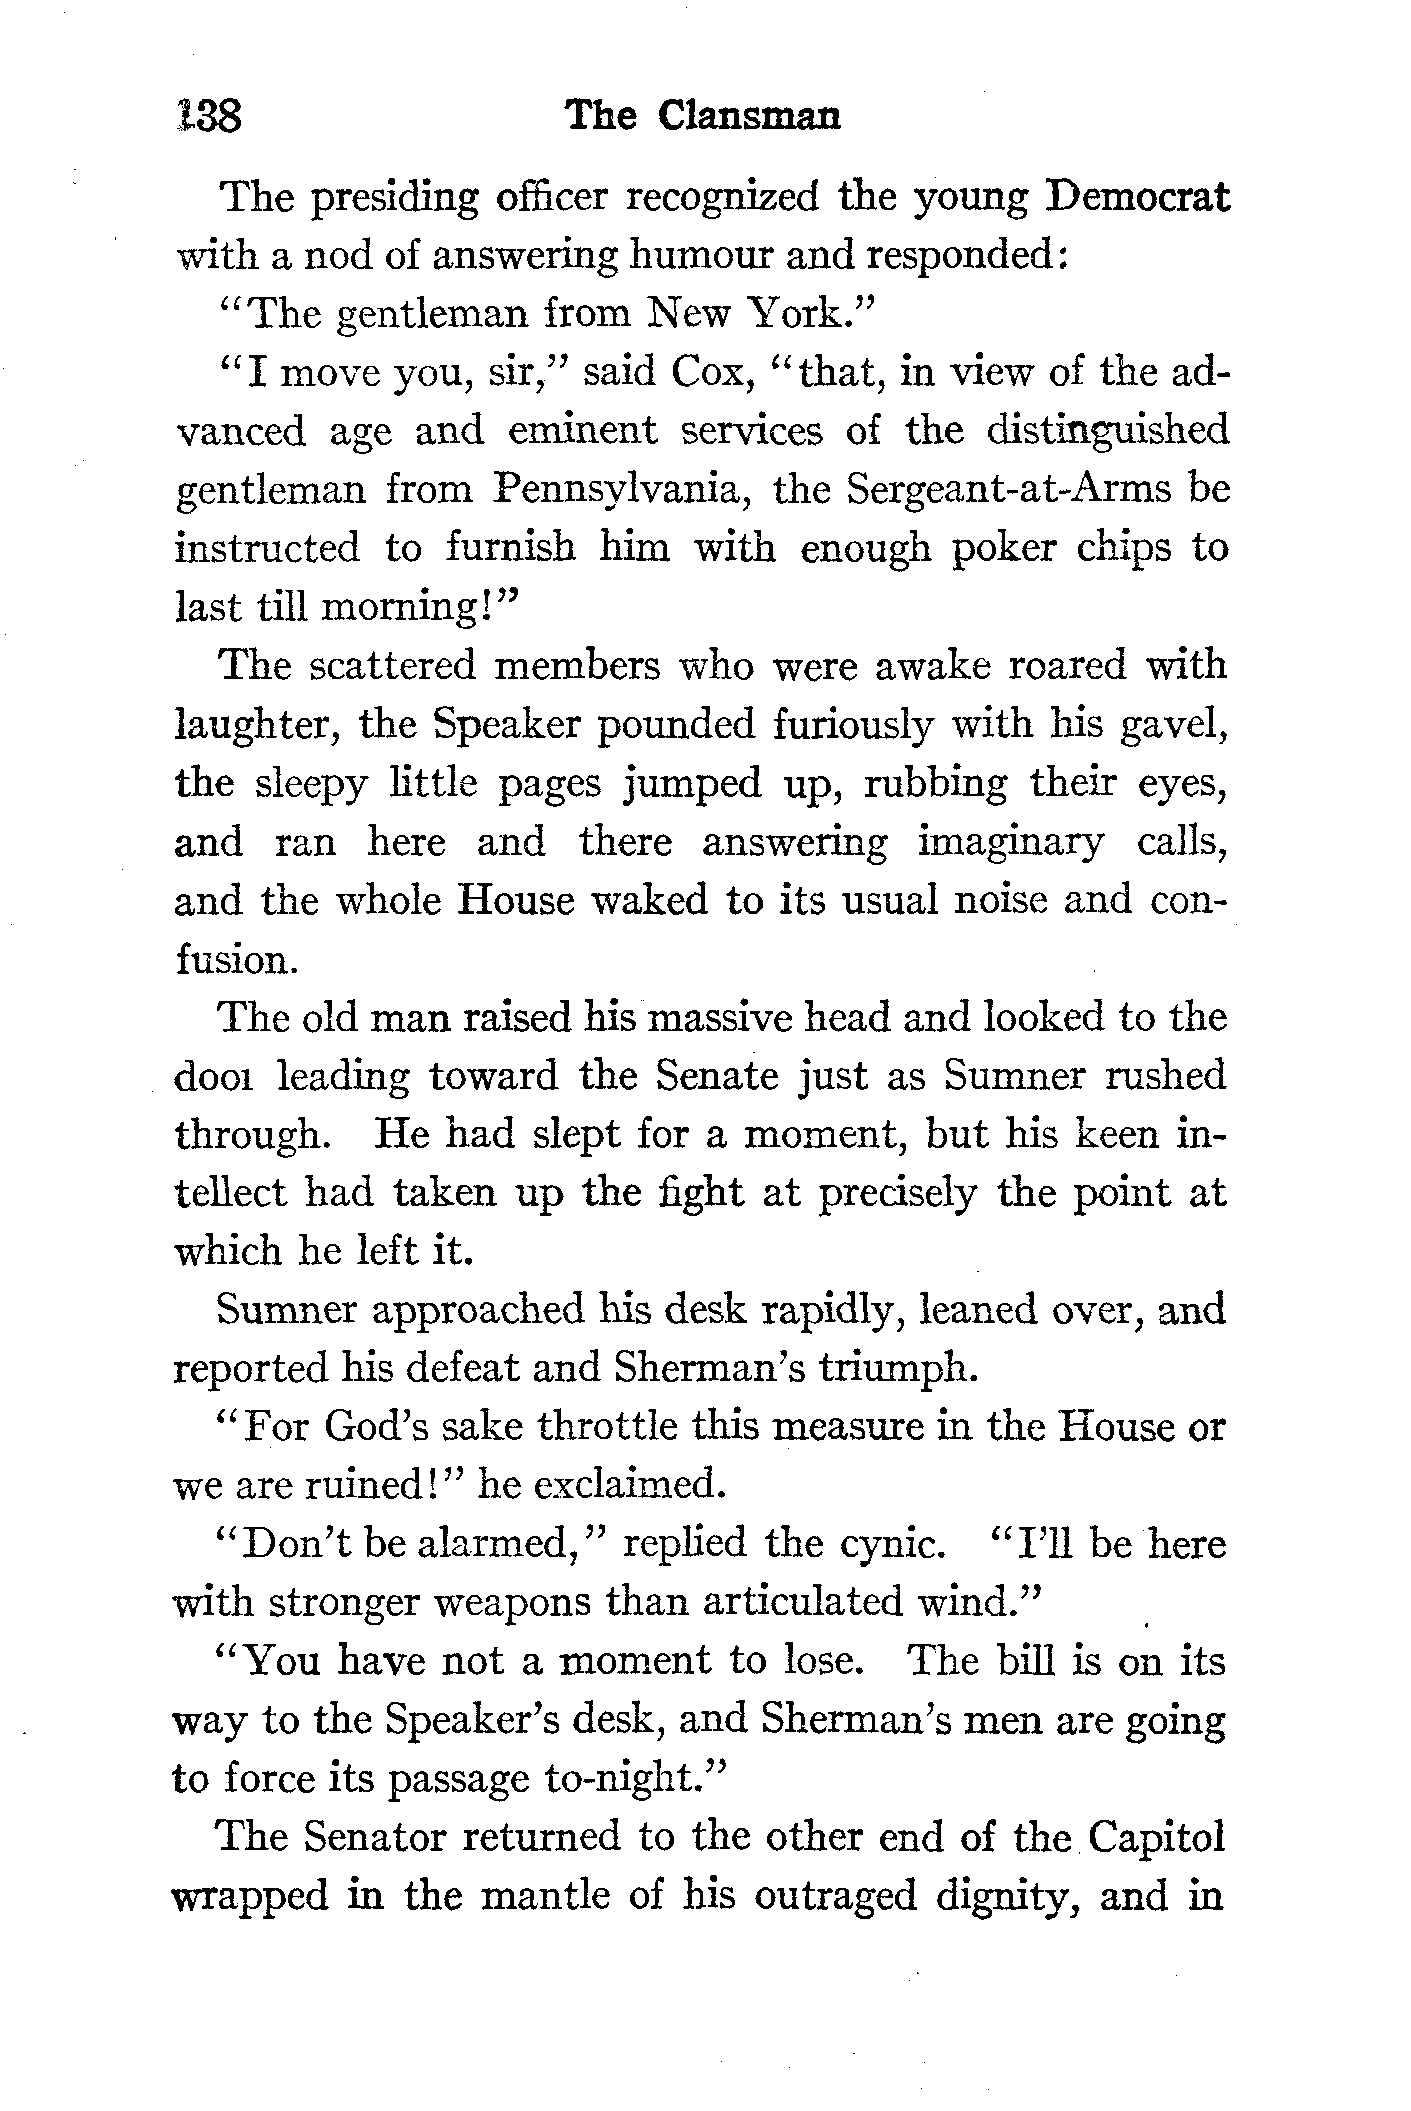 138 The Clansman
The presiding officer recognized the young Democrat
with a nod of answering humour and responded:
"The gentleman from New York."
"I move you, sir," said Cox, "that, in view of the ad-
vanced age and eminent services of the distinguished
gentleman from Pennsylvania, the Sergeant-at-Arms be
instructed to furnish him with enough poker chips to
last till morning!"
The scattered members who were awake roared with
laughter, the Speaker pounded furiously with his gavel,
the sleepy little pages jumped up, rubbing their eyes,
and ran here and there answering imaginary calls,
and the whole House waked to its usual noise and con-
fusion.
The old man raised his massive head and looked to the
door leading toward the Senate just as Sumner rushed
through. He had slept for a moment, but his keen in-
tellect had taken up the fight at precisely the point at
which he left it.
Sumner approached his desk rapidly, leaned over, and
reported his defeat and Sherman's triumph.
"For God's sake throttle this measure in the House or
we are ruined!" he exclaimed.
"Don't be alarmed," replied the cynic. "I'll be here
with stronger weapons than articulated wind."
"You have not a moment to lose. The bill is on its
way to the Speaker's desk, and Sherman's men are going
to force its passage to-night."
The Senator returned to the other end of the Capitol
wrapped in the mantle of his outraged dignity, and in